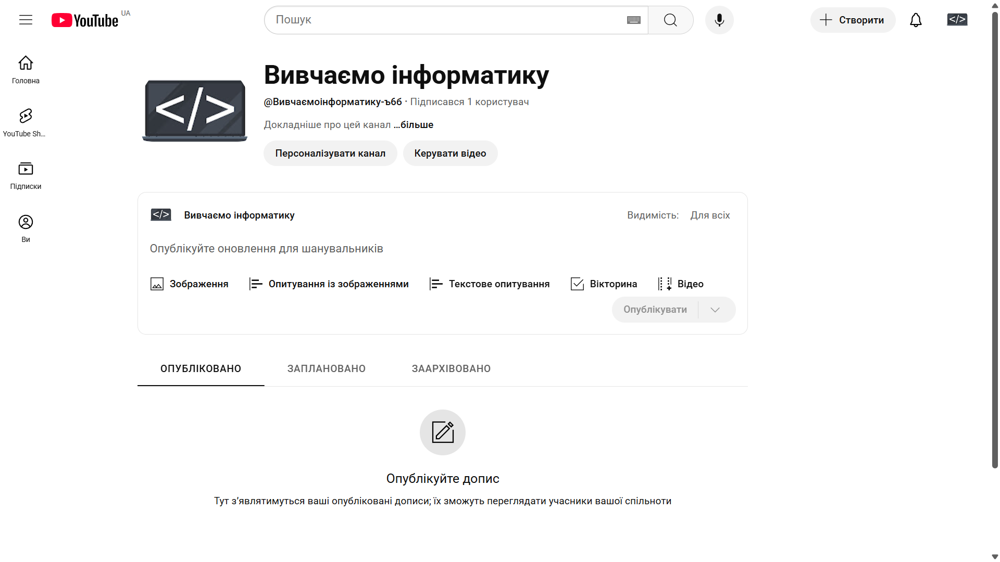 YouTube UA
Пошук
Створити
</>
Головна
YouTube Sh...
Підписки
Ви
</>
Вивчаємо інформатику
@Вивчаємоінформатику-ъ6б · Підписався 1 користувач
Докладніше про цей канал ...більше
Персоналізувати канал Керувати відео
</> Вивчаємо інформатику Видимість: Для всіх
Опублікуйте оновлення для шанувальників
Зображення Опитування із зображеннями Текстове опитування Вікторина Відео
Опублікувати
ОПУБЛІКОВАНО ЗАПЛАНОВАНО ЗААРХІВОВАНО
Опублікуйте допис
Тут з’являтимуться ваші опубліковані дописи; їх зможуть переглядати учасники вашої спільноти